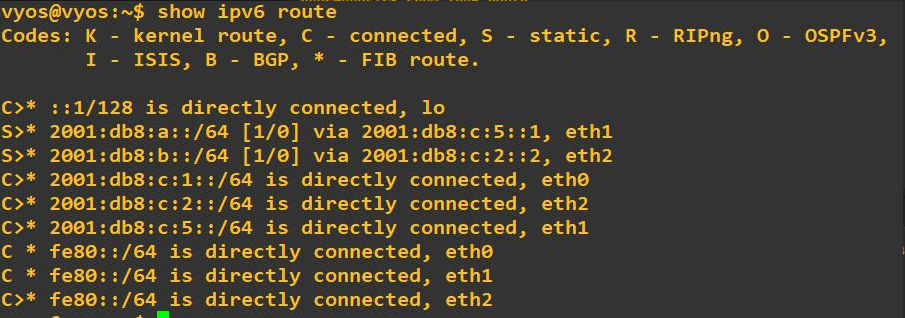 vyos@vyos:~$ show ipv6 route
Codes: K - kernel route, C - connected, S - static, R - RIPng, O - OSPFv3,
       I - ISIS, B - BGP, * - FIB route.

C>* ::1/128 is directly connected, lo
S>* 2001:db8:a::/64 [1/0] via 2001:db8:c:5::1, eth1
S>* 2001:db8:b::/64 [1/0] via 2001:db8:c:2::2, eth2
C>* 2001:db8:c:1::/64 is directly connected, eth0
C>* 2001:db8:c:2::/64 is directly connected, eth2
C>* 2001:db8:c:5::/64 is directly connected, eth1
C * fe80::/64 is directly connected, eth0
C * fe80::/64 is directly connected, eth1
C>* fe80::/64 is directly connected, eth2